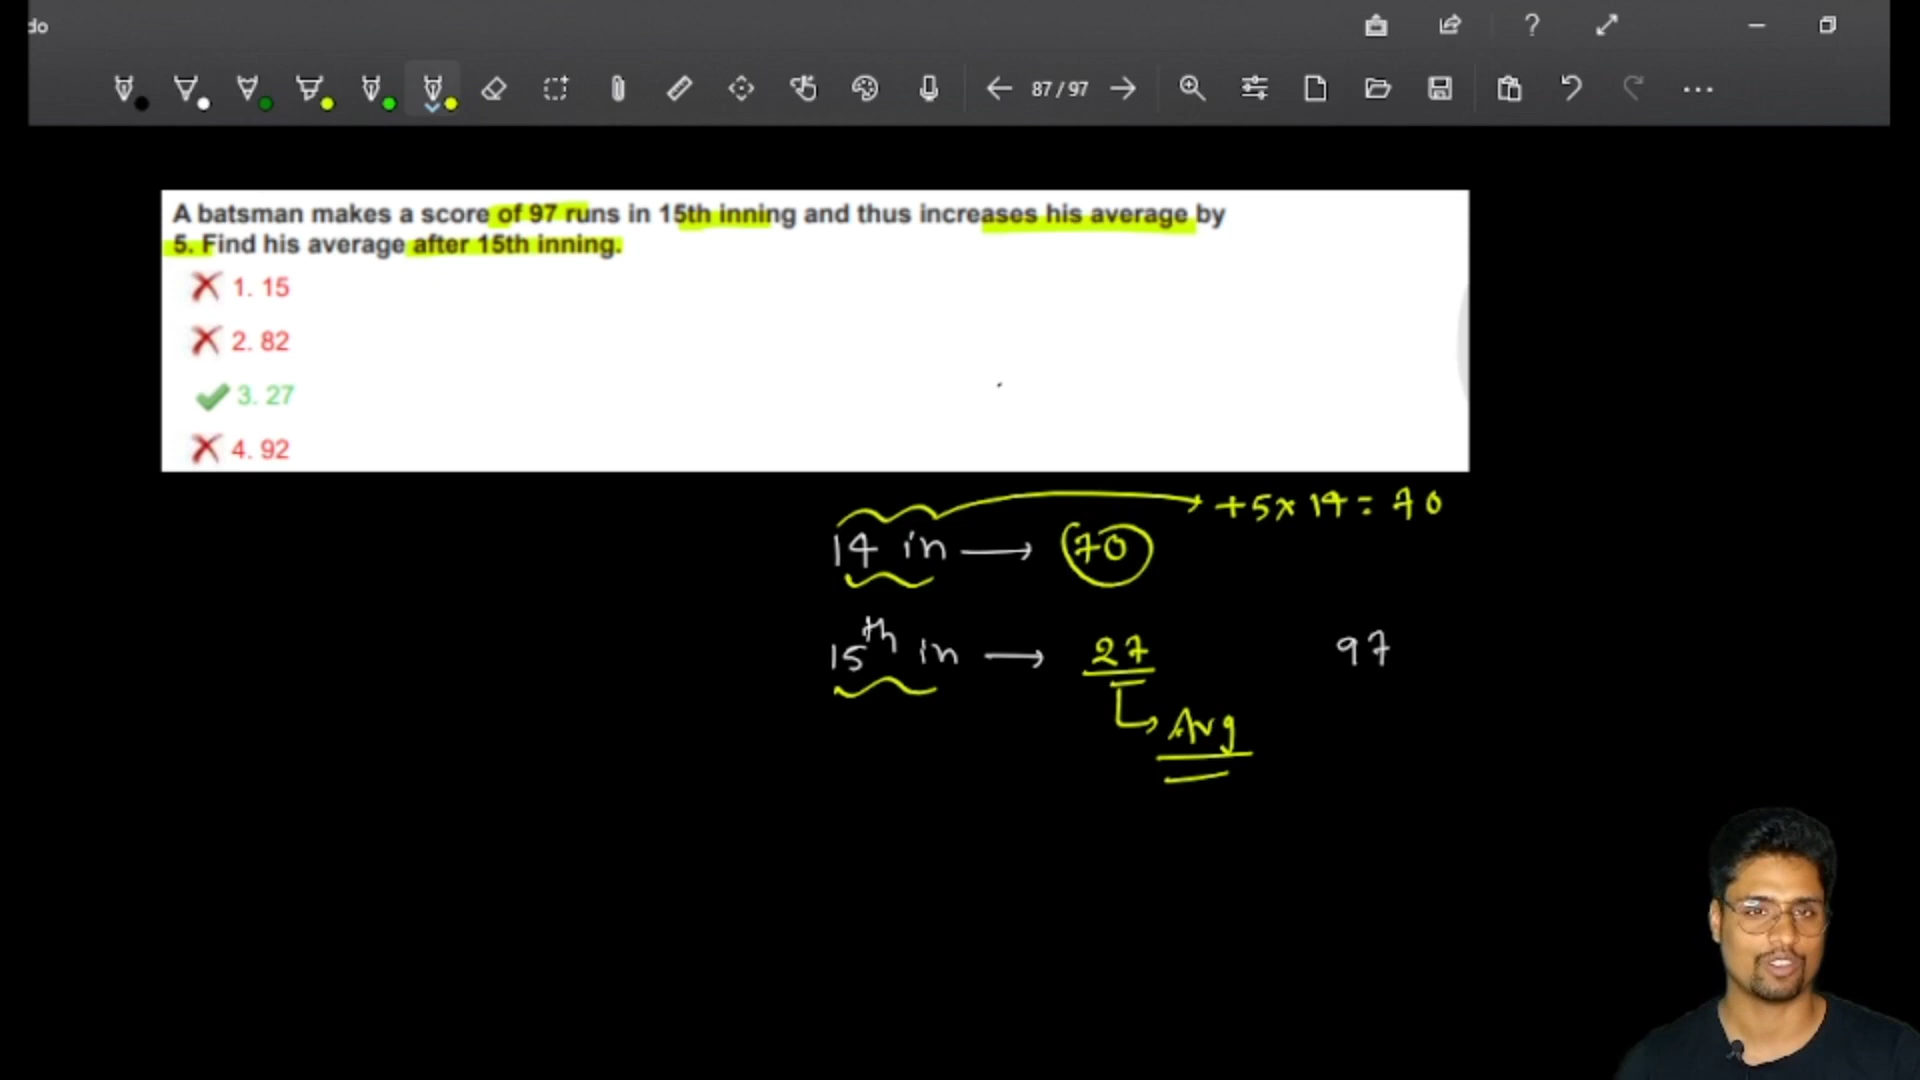 do
87 / 97
A batsman makes a score of 97 runs in 15th inning and thus increases his average by
5. Find his average after 15th inning.
1. 15
2. 82
3. 27
4. 92
+5x14=70
14 in → 70
15th in → 27 97
Avg